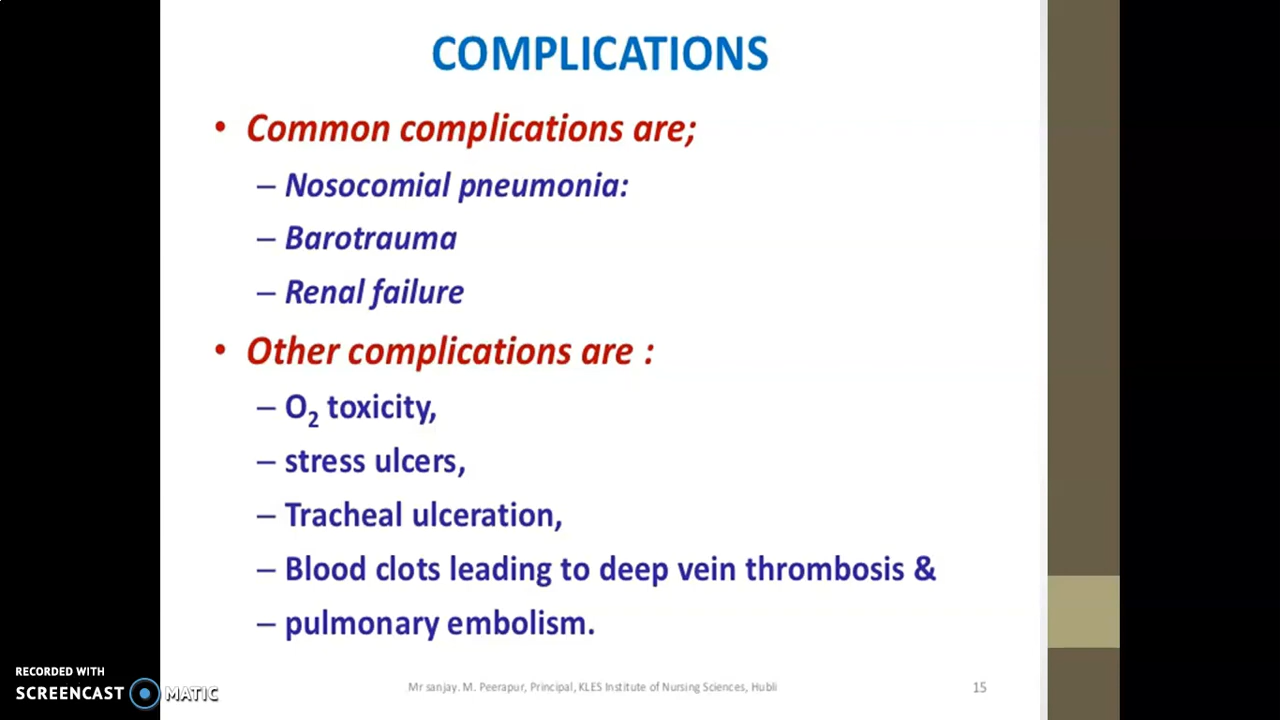 COMPLICATIONS
• Common complications are;
– Nosocomial pneumonia:
– Barotrauma
– Renal failure
• Other complications are :
– O₂ toxicity,
– stress ulcers,
– Tracheal ulceration,
– Blood clots leading to deep vein thrombosis &
– pulmonary embolism.
RECORDED WITH
SCREENCAST MATIC
Mr sanjay. M. Peerapur, Principal, KLES Institute of Nursing Sciences, Hubli
15